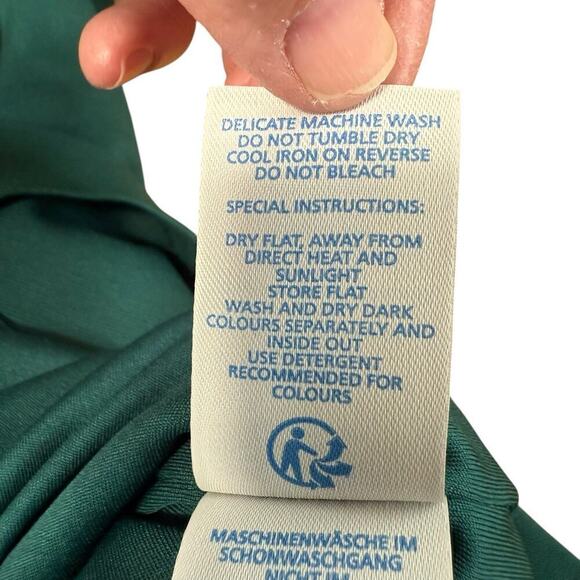 DELICATE MACHINE WASH
DO NOT TUMBLE DRY
COOL IRON ON REVERSE
DO NOT BLEACH
SPECIAL INSTRUCTIONS:
DRY FLAT, AWAY FROM
DIRECT HEAT AND
SUNLIGHT
STORE FLAT
WASH AND DRY DARK
COLOURS SEPARATELY AND
INSIDE OUT
USE DETERGENT
RECOMMENDED FOR
COLOURS
MASCHINENWÄSCHE IM
SCHONWASCHGANG
NICHT IM